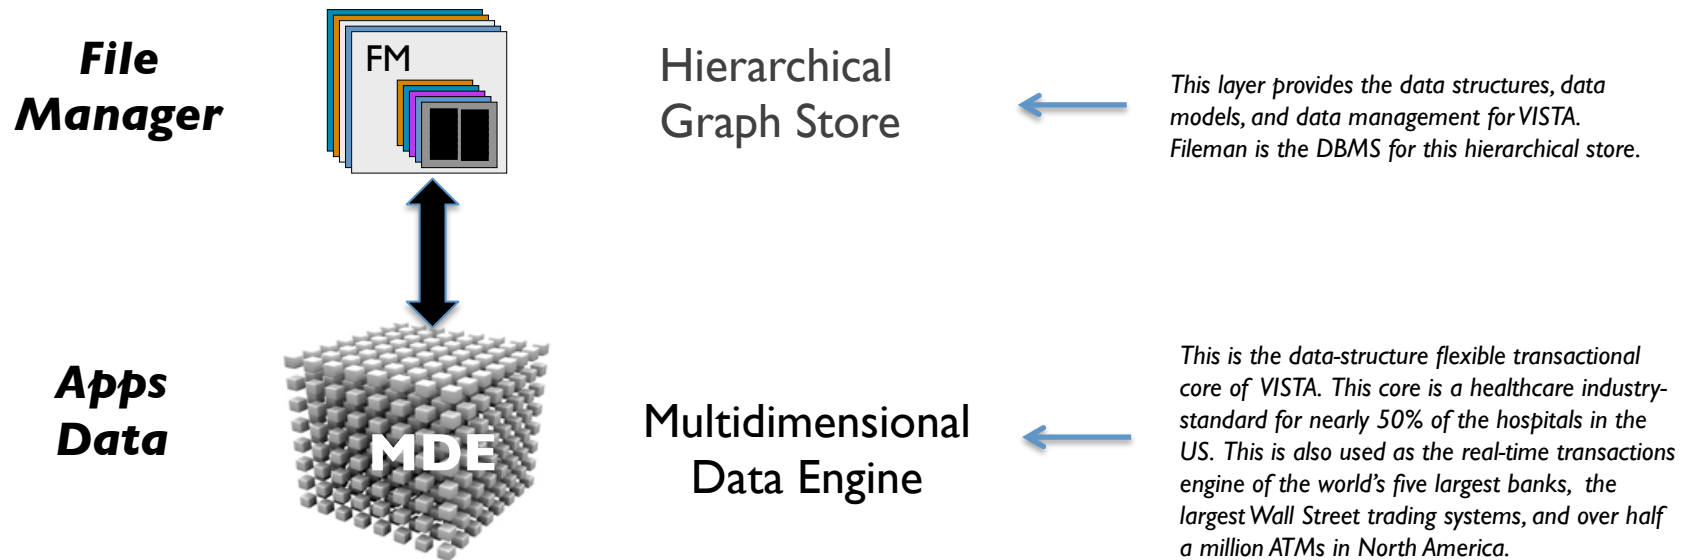 File
Manager
FM
Hierarchical
Graph Store
This layer provides the data structures, data
models, and data management for VISTA.
Fileman is the DBMS for this hierarchical store.
Apps
Data
MDE
Multidimensional
Data Engine
This is the data-structure flexible transactional
core of VISTA. This core is a healthcare industry-
standard for nearly 50% of the hospitals in the
US. This is also used as the real-time transactions
engine of the world's five largest banks, the
largest Wall Street trading systems, and over half
a million ATMs in North America.